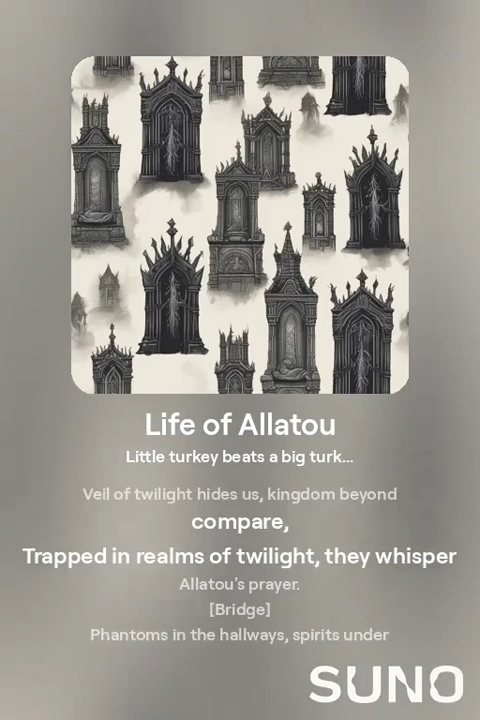 Life of Allatou
Little turkey beats a big turk...
Veil of twilight hides us, kingdom beyond
compare,
Trapped in realms of twilight, they whisper
Allatou's prayer.
[Bridge]
Phantoms in the hallways, spirits under
SUNO